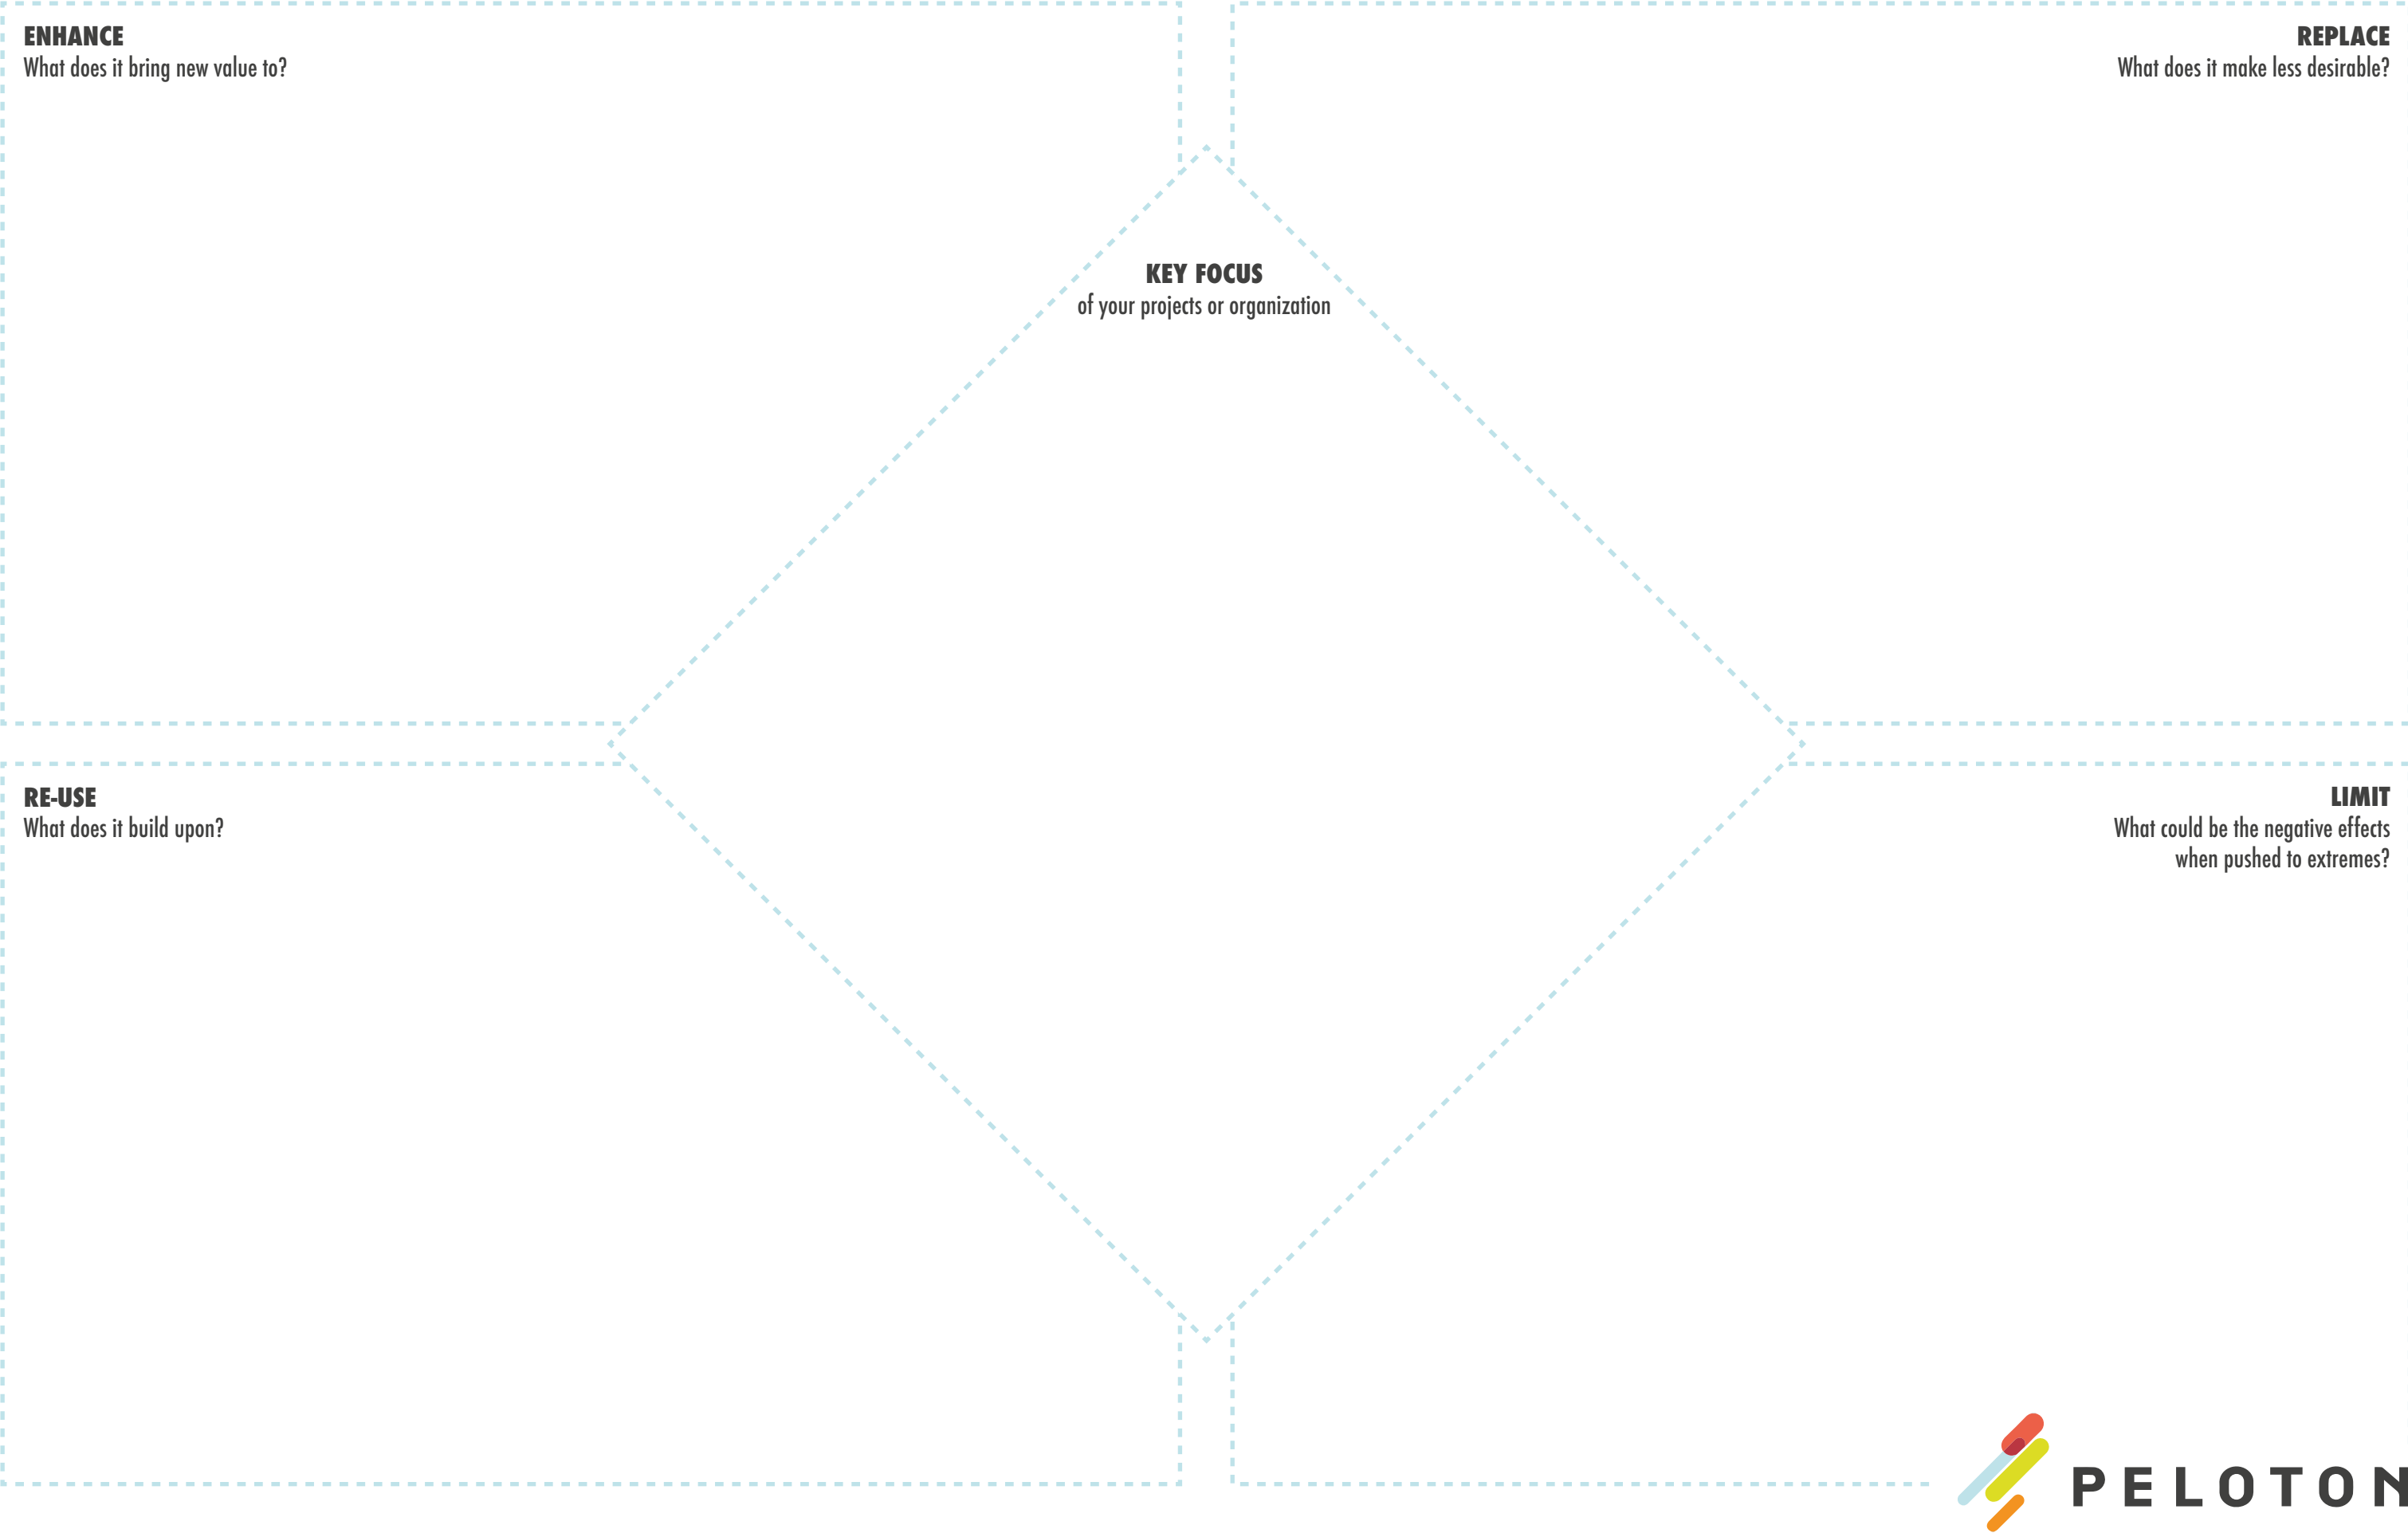 ENHANCE
What does it bring new value to?
REPLACE
What does it make less desirable?
KEY FOCUS
of your projects or organization
RE-USE
What does it build upon?
LIMIT
What could be the negative effects
when pushed to extremes?
PELOTON